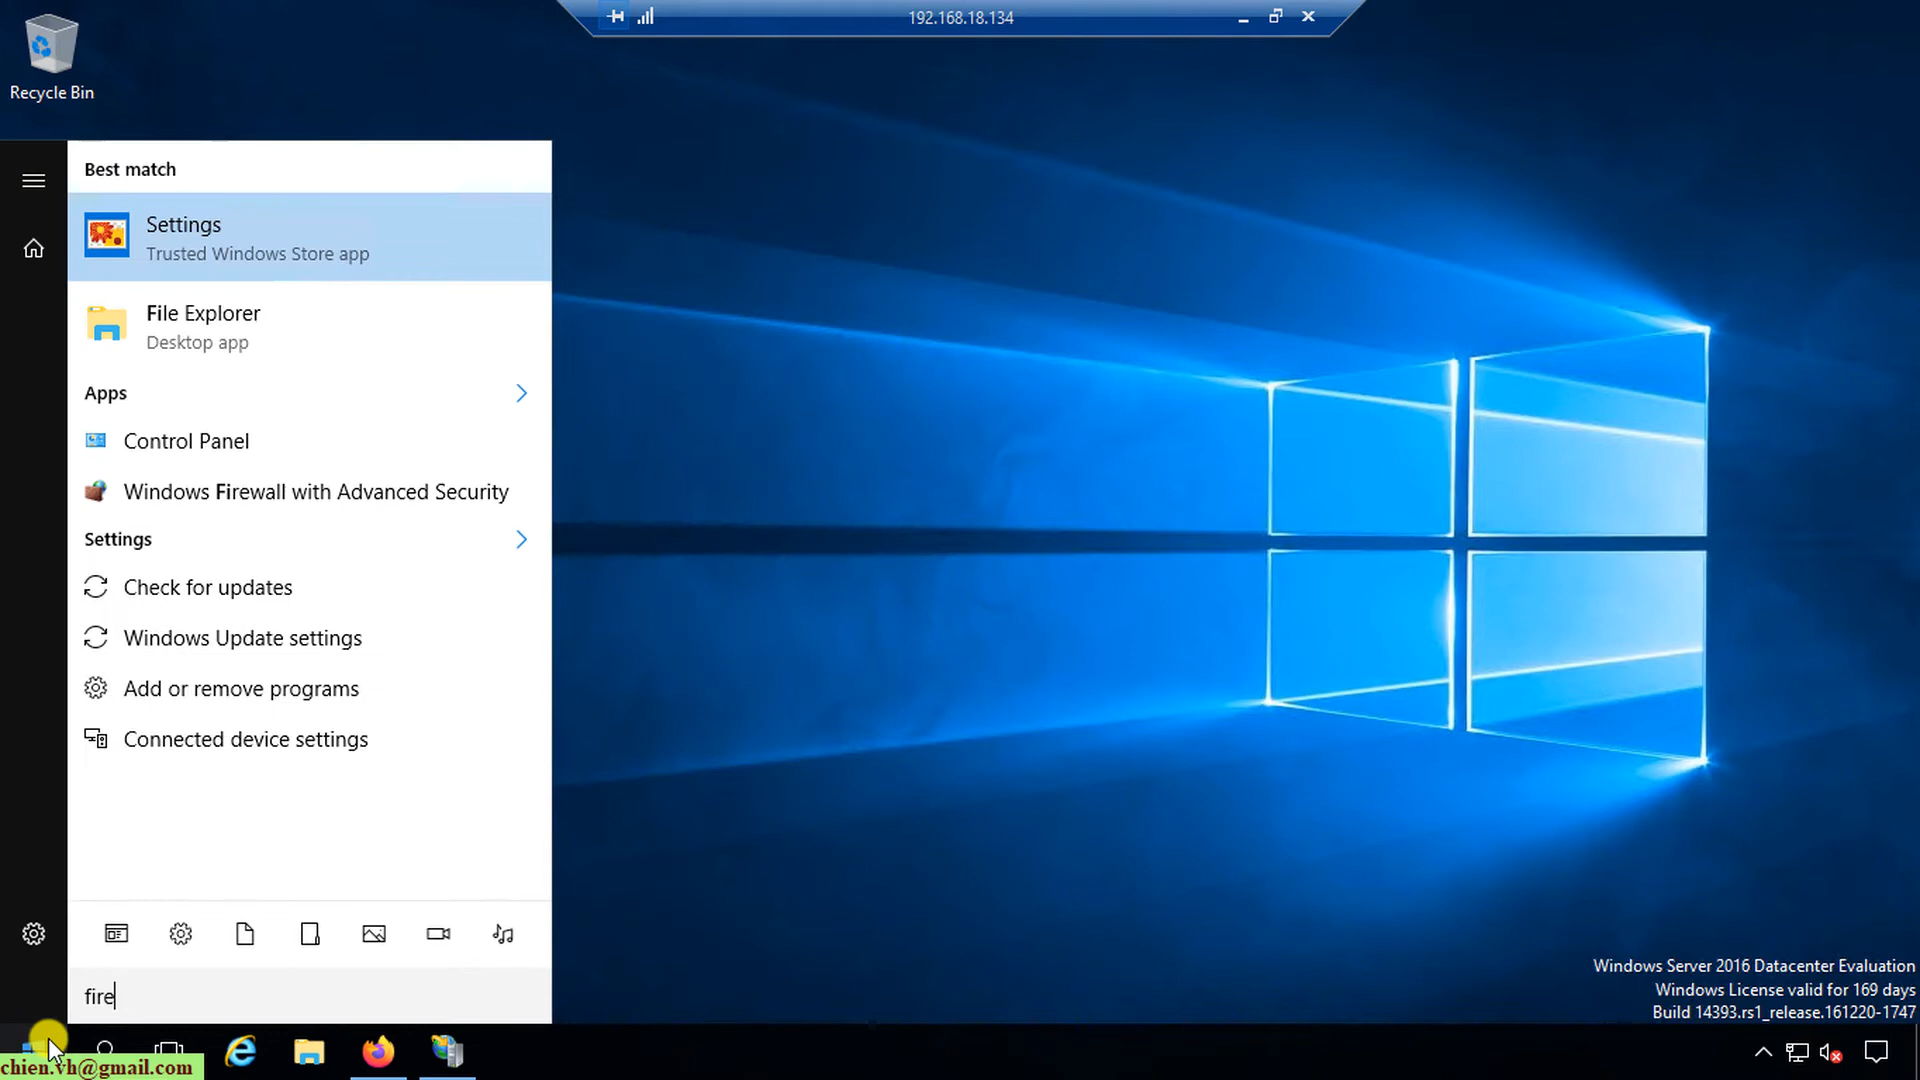 192.168.18.134
Recycle Bin
Best match
Settings
Trusted Windows Store app
File Explorer
Desktop app
Apps
Control Panel
Windows Firewall with Advanced Security
Settings
Check for updates
Windows Update settings
Add or remove programs
Connected device settings
fire
Windows Server 2016 Datacenter Evaluation
Windows License valid for 169 days
Build 14393.rs1_release.161220-1747
chien.vh@gmail.com